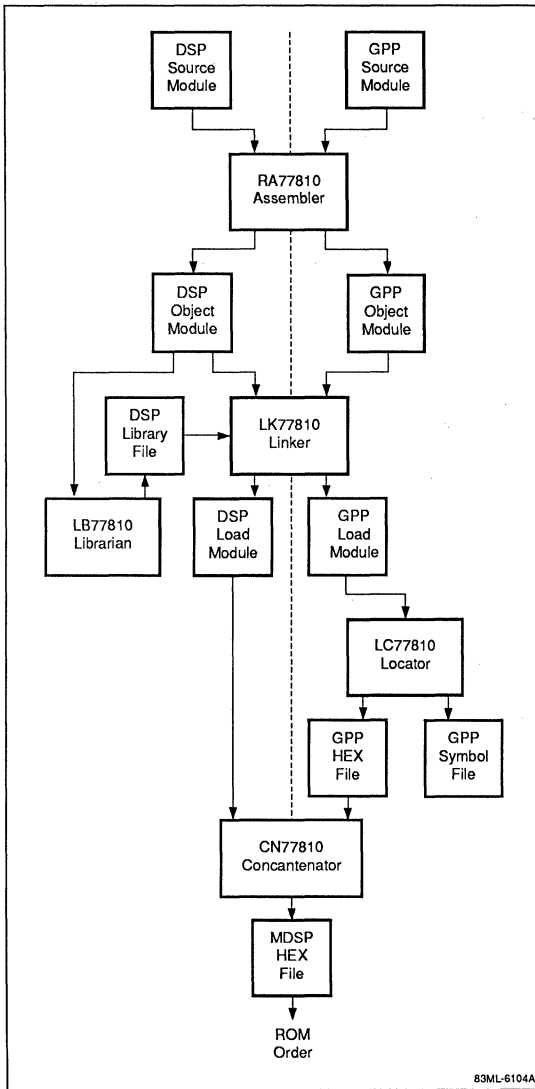 DSP
Source
Module
GPP
Source
Module
RA77810
Assembler
DSP
Object
Module
GPP
Object
Module
DSP
Library
File
LK77810
Linker
LB77810
Librarian
DSP
Load
Module
GPP
Load
Module
LC77810
Locator
GPP
HEX
File
GPP
Symbol
File
CN77810
Concantenator
MDSP
HEX
File
ROM
Order
83ML-6104A